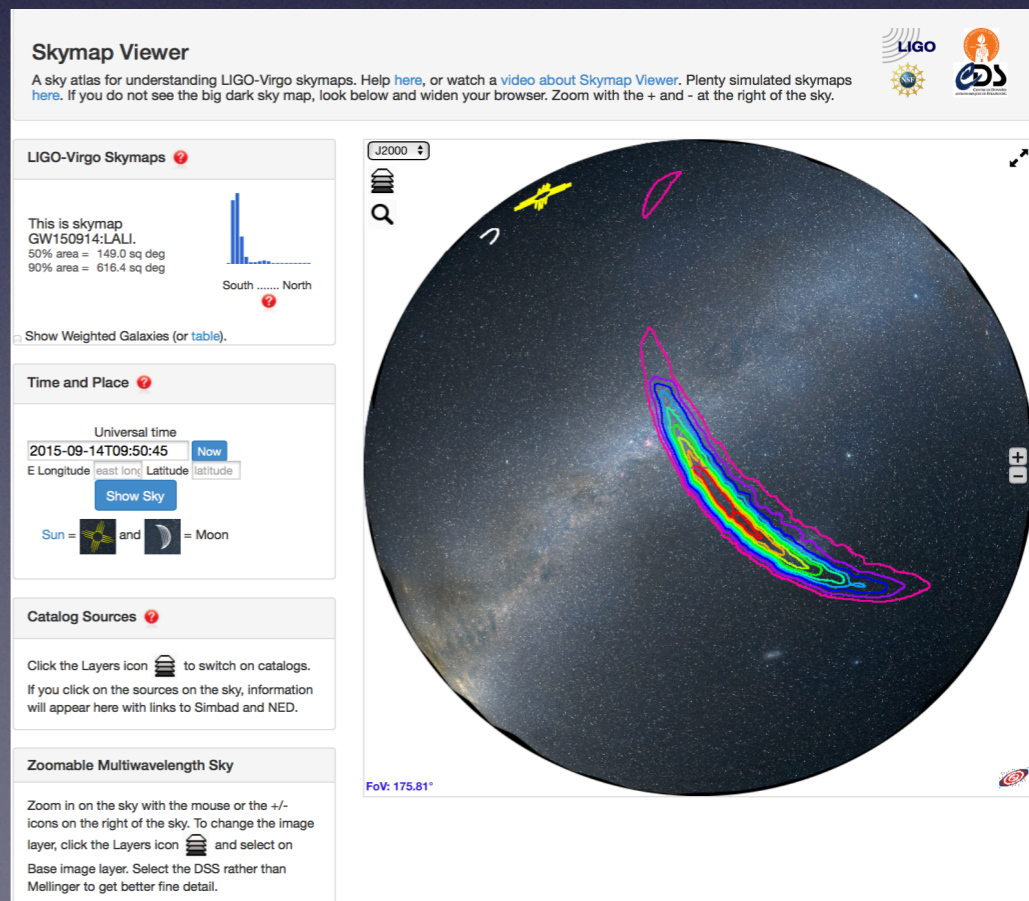 Skymap Viewer
A sky atlas for understanding LIGO-Virgo skymaps. Help here, or watch a video about Skymap Viewer. Plenty simulated skymaps
here. If you do not see the big dark sky map, look below and widen your browser. Zoom with the + and - at the right of the sky.
LIGO
NSF
CDS
LIGO-Virgo Skymaps ?
This is skymap
GW150914:LALI.
50% area = 149.0 sq deg
90% area = 616.4 sq deg
South ....... North
?
Show Weighted Galaxies (or table).
Time and Place ?
Universal time
2015-09-14T09:50:45 Now
E Longitude east long Latitude latitude
Show Sky
Sun = and = Moon
Catalog Sources ?
Click the Layers icon to switch on catalogs.
If you click on the sources on the sky, information
will appear here with links to Simbad and NED.
Zoomable Multiwavelength Sky
Zoom in on the sky with the mouse or the +/-
icons on the right of the sky. To change the image
layer, click the Layers icon and select on
Base image layer. Select the DSS rather than
Mellinger to get better fine detail.
J2000
+
-
FoV: 175.81°